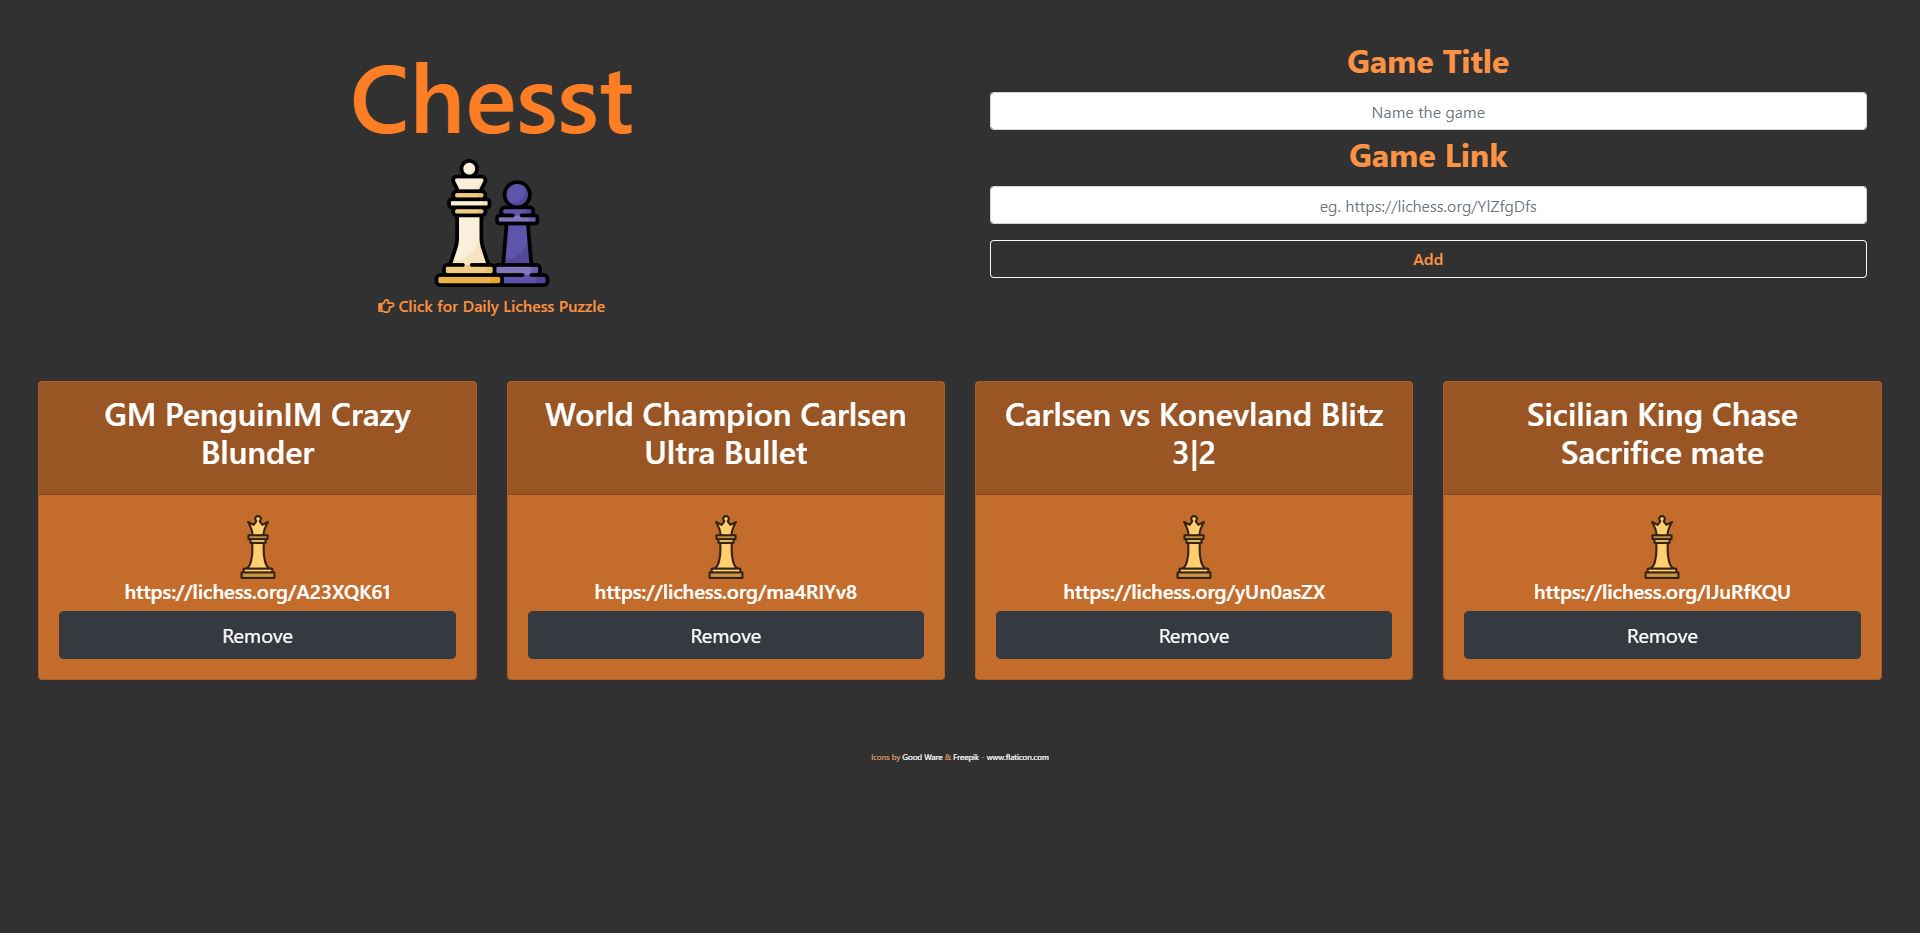 Chesst
Click for Daily Lichess Puzzle
Game Title
Name the game
Game Link
eg. https://lichess.org/YlZfgDfs
Add
GM PenguinIM Crazy
Blunder
https://lichess.org/A23XQK61
Remove
World Champion Carlsen
Ultra Bullet
https://lichess.org/ma4RIYv8
Remove
Carlsen vs Konevland Blitz
3|2
https://lichess.org/yUn0asZX
Remove
Sicilian King Chase
Sacrifice mate
https://lichess.org/IJuRfKQU
Remove
Icons by Good Ware & Freepik - www.flaticon.com